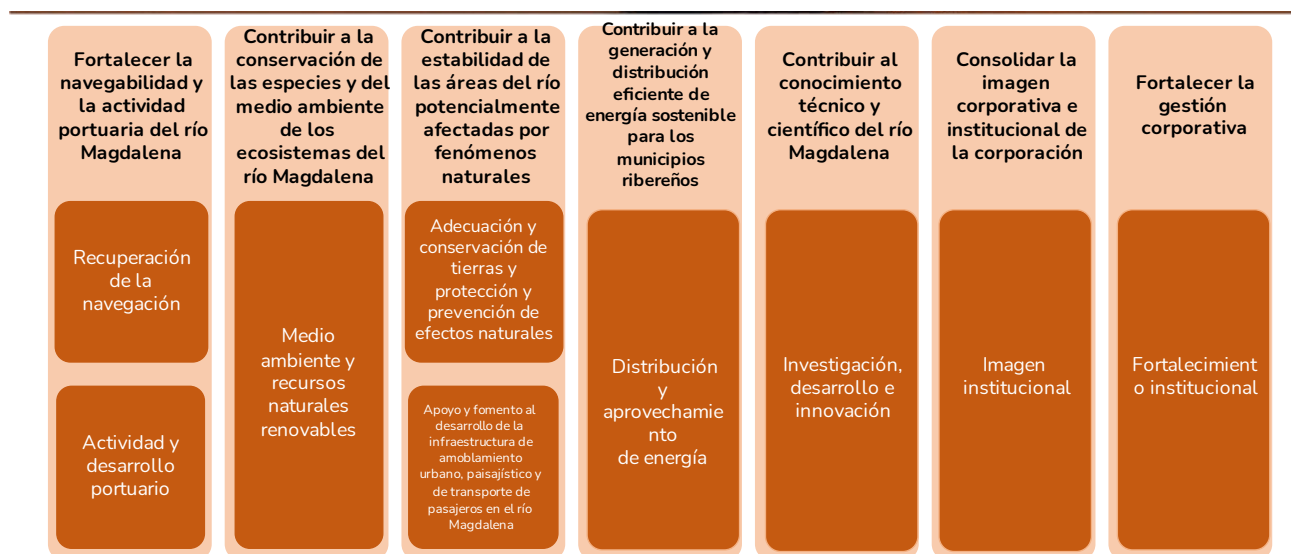 Fortalecer la
navegabilidad y
la actividad
portuaria del río
Magdalena
Recuperación
de la
navegación
Actividad y
desarrollo
portuario
Contribuir a la
conservación de
las especies y del
medio ambiente
de los
ecosistemas del
río Magdalena
Medio
ambiente y
recursos
naturales
renovables
Contribuir a la
estabilidad de
las áreas del río
potencialmente
afectadas por
fenómenos
naturales
Adecuación y
conservación de
tierras y
protección y
prevención de
efectos naturales
Apoyo y fomento al
desarrollo de la
infraestructura de
amoblamiento
urbano, paisajístico y
de transporte de
pasajeros en el río
Magdalena
Contribuir a la
generación y
distribución
eficiente de
energía sostenible
para los
municipios
ribereños
Distribución
y
aprovechamie
nto
de energía
Contribuir al
conocimiento
técnico y
científico del río
Magdalena
Investigación,
desarrollo e
innovación
Consolidar la
imagen
corporativa e
institucional de
la corporación
Imagen
institucional
Fortalecer la
gestión
corporativa
Fortalecimient
o institucional